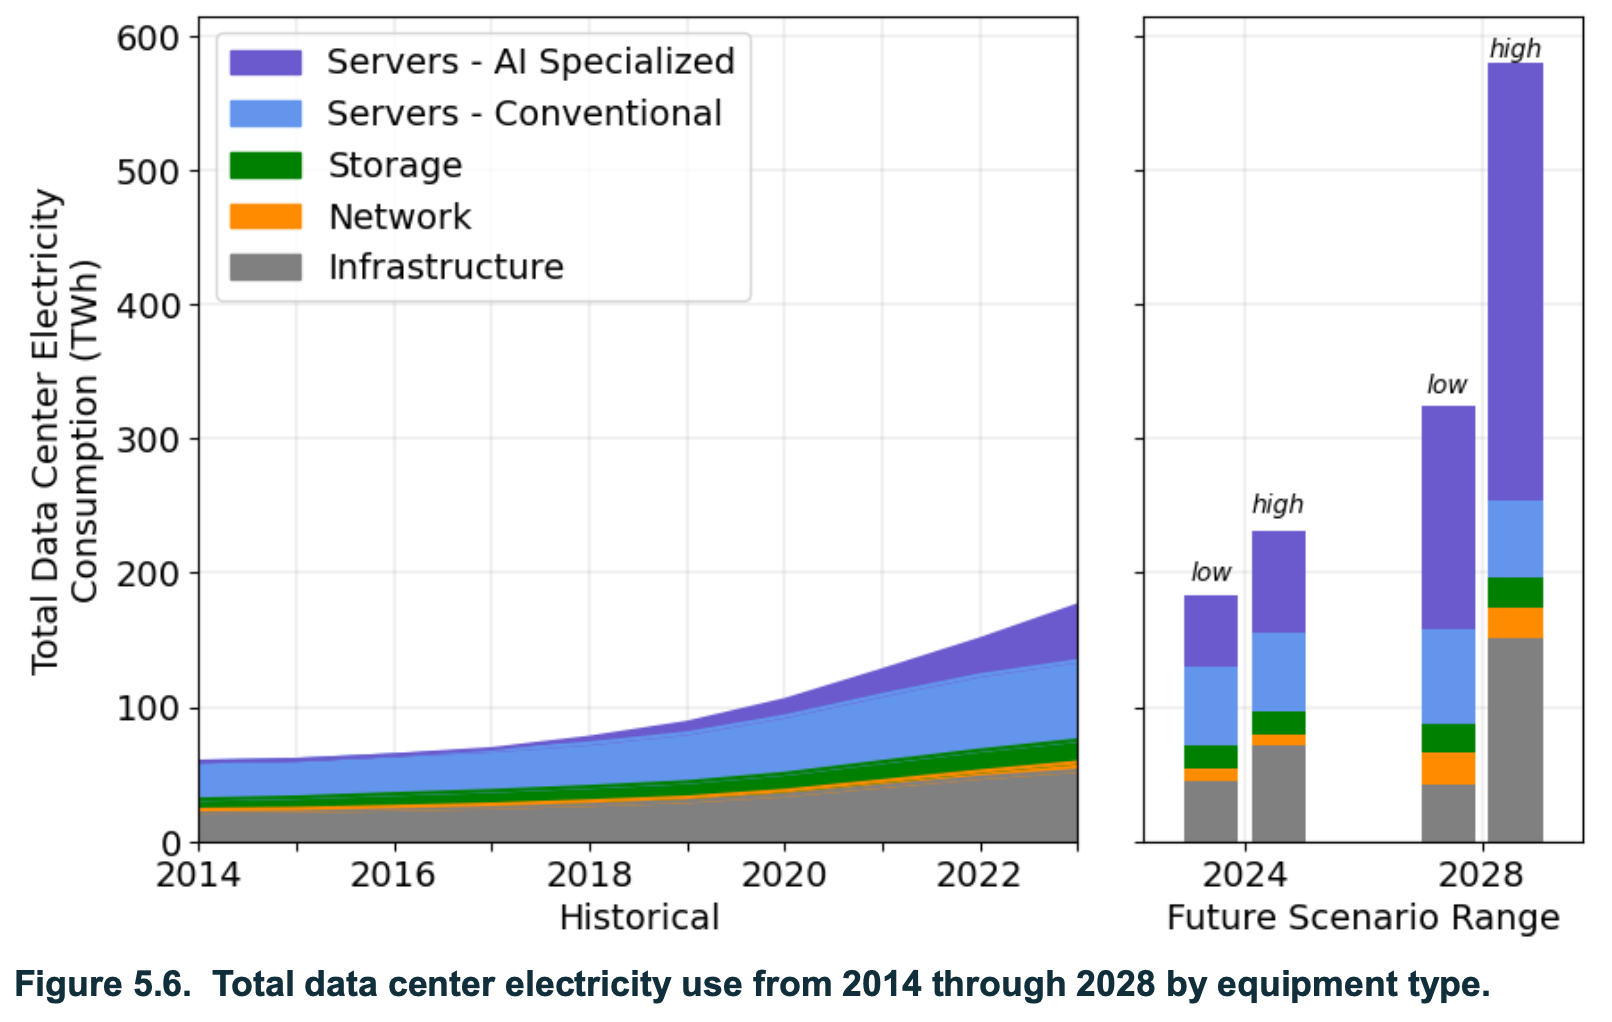 Total Data Center Electricity
Consumption (TWh)
600
500
400
300
200
100
0
Servers - AI Specialized
Servers - Conventional
Storage
Network
Infrastructure
2014
2016
2018
2020
2022
Historical
low
high
low
high
2024
2028
Future Scenario Range
Figure 5.6. Total data center electricity use from 2014 through 2028 by equipment type.